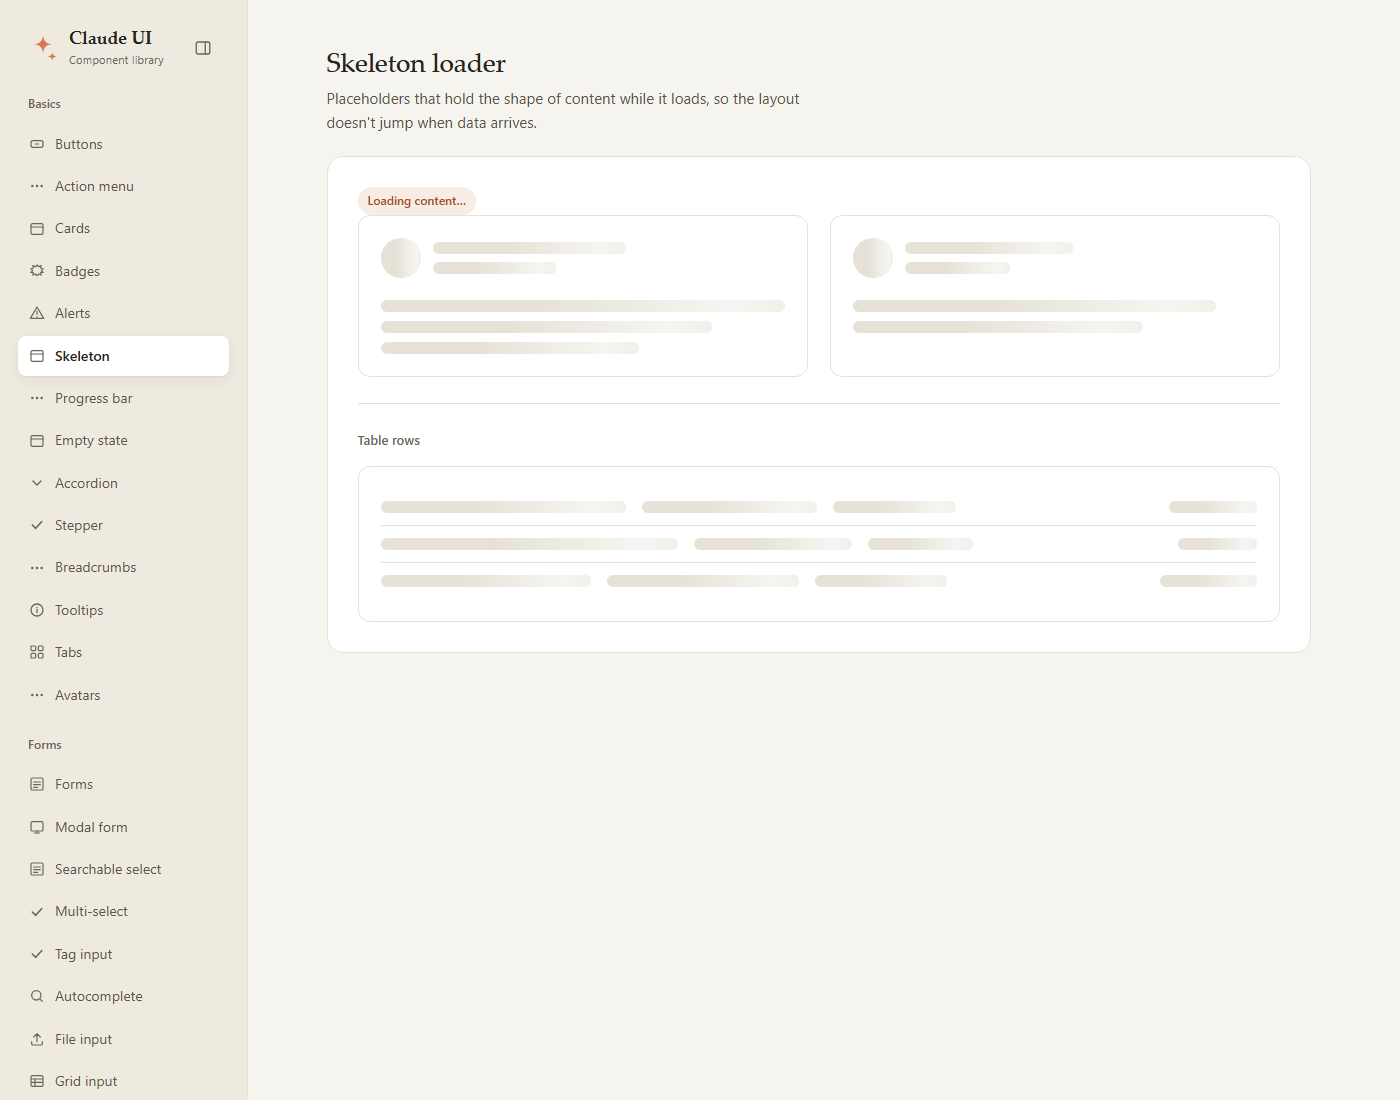 Claude UI
Component library
Basics
Buttons
Action menu
Cards
Badges
Alerts
Skeleton
Progress bar
Empty state
Accordion
Stepper
Breadcrumbs
Tooltips
Tabs
Avatars
Forms
Forms
Modal form
Searchable select
Multi-select
Tag input
Autocomplete
File input
Grid input
Skeleton loader
Placeholders that hold the shape of content while it loads, so the layout
doesn't jump when data arrives.
Loading content...
Table rows